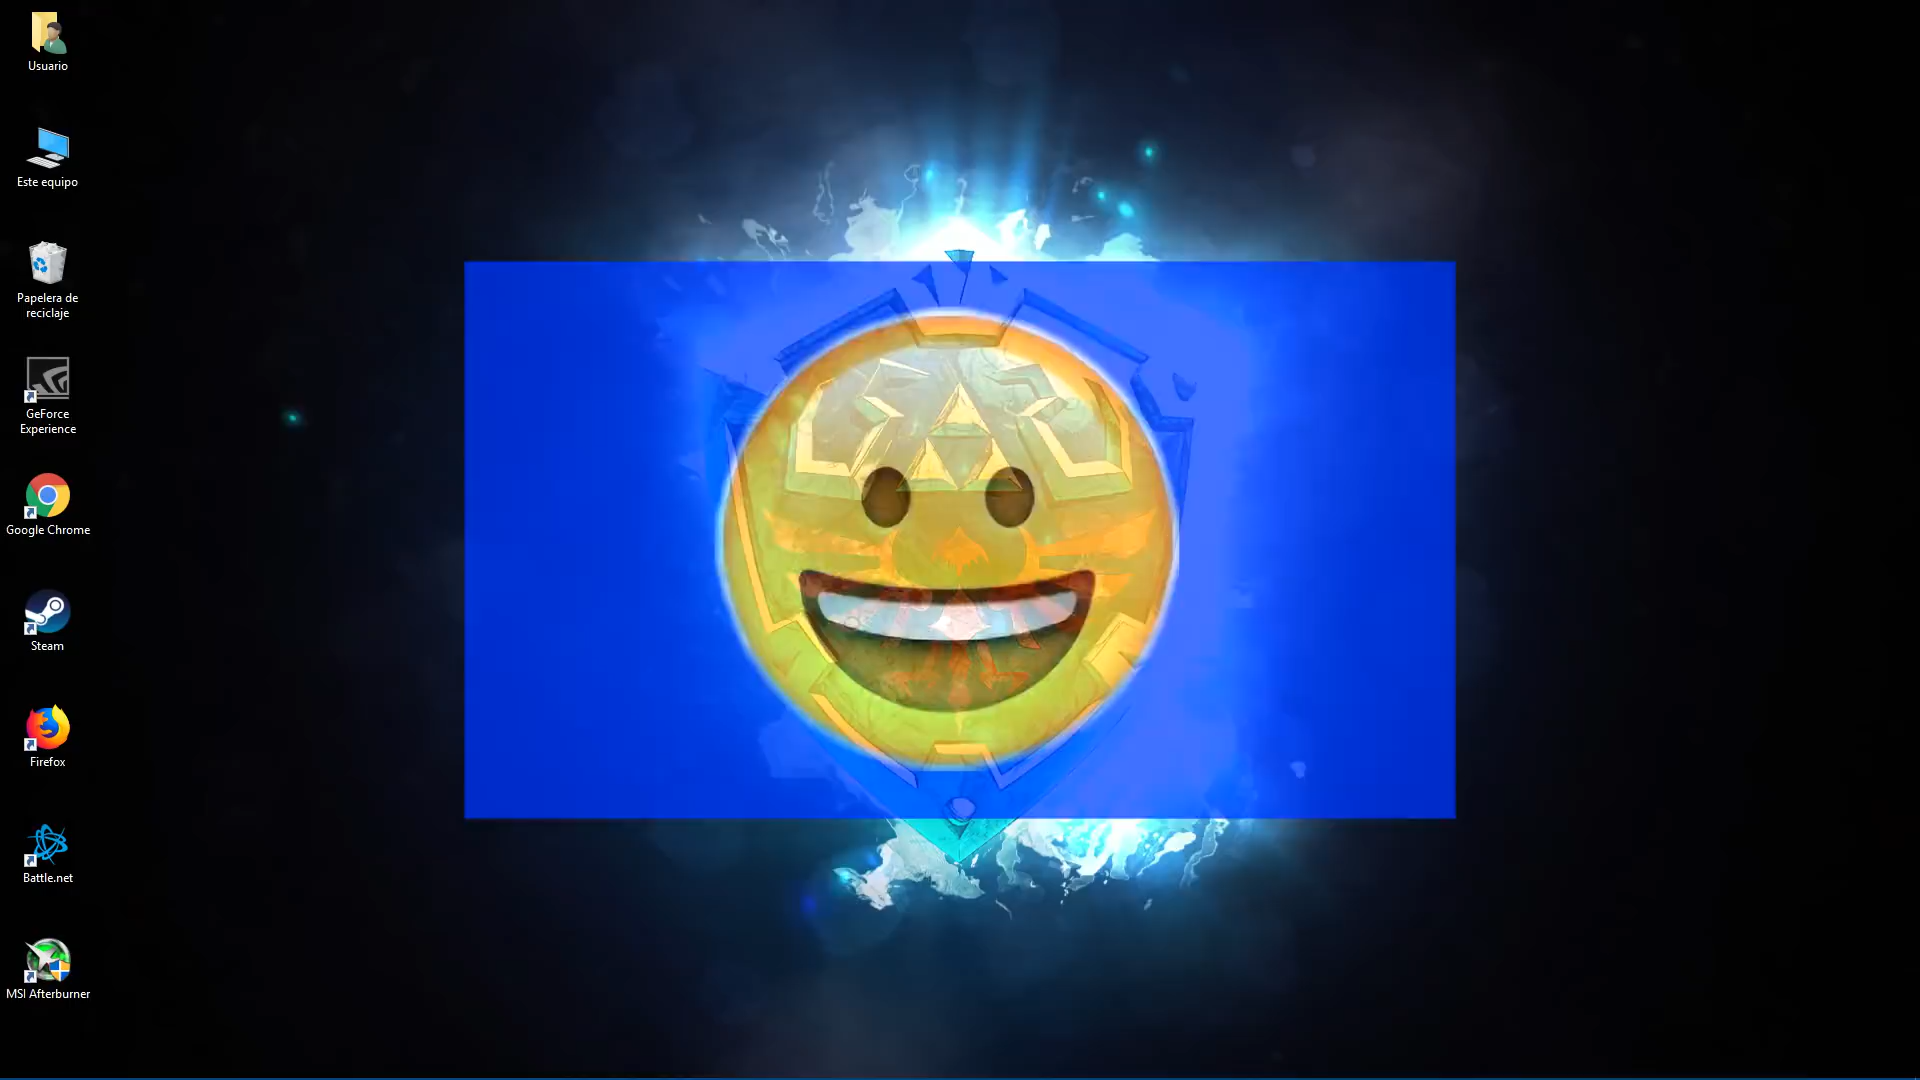 Usuario
Este equipo
Papelera de
reciclaje
GeForce
Experience
Google Chrome
Steam
Firefox
Battle.net
MSI Afterburner